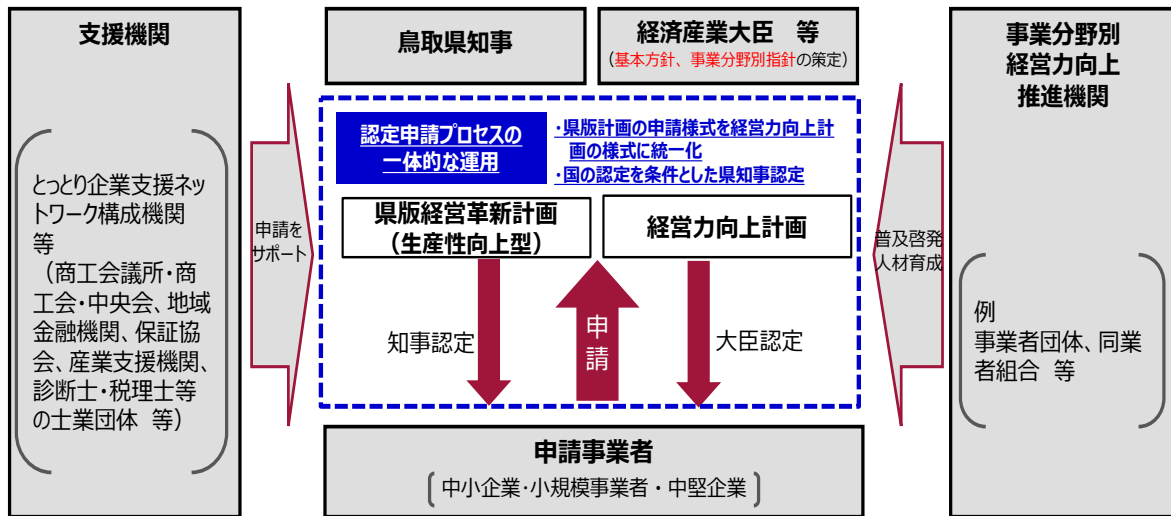 支援機関
とっとり企業支援ネッ
トワーク構成機関
等
（商工会議所・商
工会・中央会、地域
金融機関、保証協
会、産業支援機関、
診断士・税理士等
の士業団体　等）
申請を
サポート
鳥取県知事
経済産業大臣　等
（基本方針、事業分野別指針の策定）
認定申請プロセスの
一体的な運用
・県版計画の申請様式を経営力向上計
画の様式に統一化
・国の認定を条件とした県知事認定
県版経営革新計画
（生産性向上型）
経営力向上計画
知事認定
申請
大臣認定
申請事業者
中小企業・小規模事業者・中堅企業
普及啓発
人材育成
事業分野別
経営力向上
推進機関
例
事業者団体、同業
者組合　等